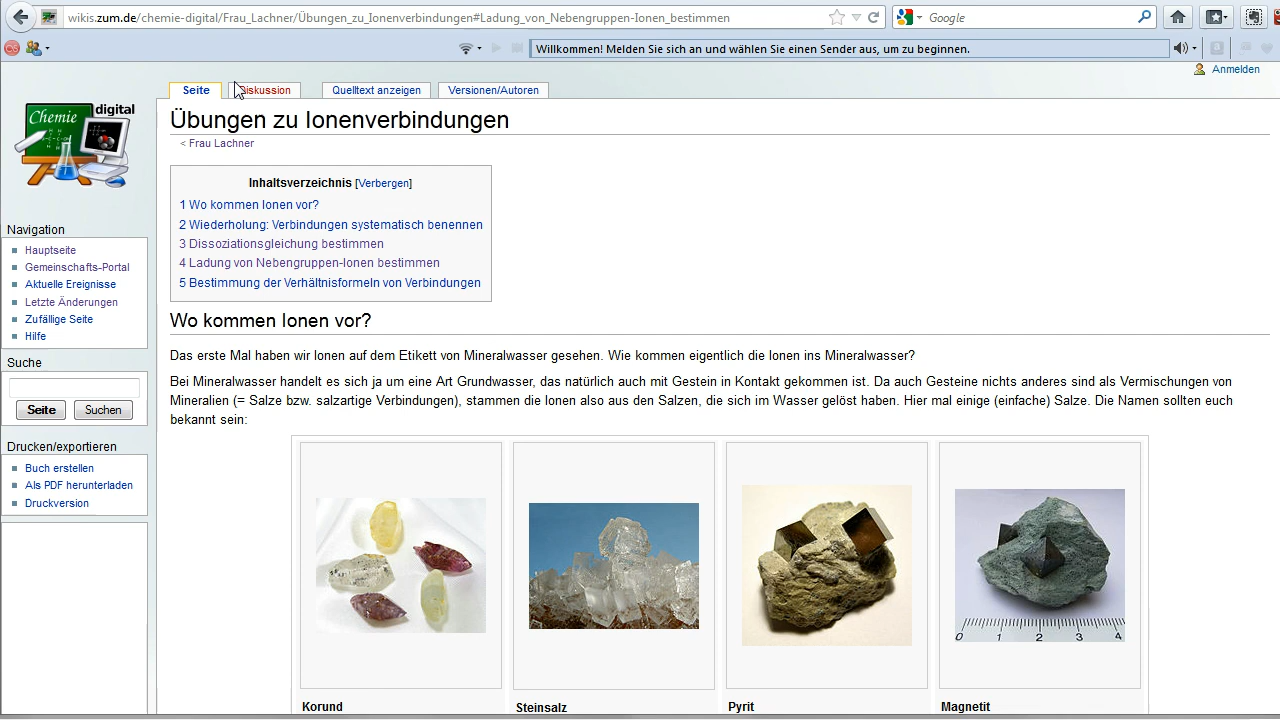 wikis.zum.de/chemie-digital/Frau_Lachner/Übungen_zu_Ionenverbindungen#Ladung_von_Nebengruppen-Ionen_bestimmen
Google
Willkommen! Melden Sie sich an und wählen Sie einen Sender aus, um zu beginnen.
Anmelden
Seite
Diskussion
Quelltext anzeigen
Versionen/Autoren
Chemie digital
Übungen zu Ionenverbindungen
< Frau Lachner
Inhaltsverzeichnis [Verbergen]
1 Wo kommen Ionen vor?
2 Wiederholung: Verbindungen systematisch benennen
3 Dissoziationsgleichung bestimmen
4 Ladung von Nebengruppen-Ionen bestimmen
5 Bestimmung der Verhältnisformeln von Verbindungen
Navigation
Hauptseite
Gemeinschafts-Portal
Aktuelle Ereignisse
Letzte Änderungen
Zufällige Seite
Hilfe
Suche
Seite
Suchen
Drucken/exportieren
Buch erstellen
Als PDF herunterladen
Druckversion
Wo kommen Ionen vor?
Das erste Mal haben wir Ionen auf dem Etikett von Mineralwasser gesehen. Wie kommen eigentlich die Ionen ins Mineralwasser?
Bei Mineralwasser handelt es sich ja um eine Art Grundwasser, das natürlich auch mit Gestein in Kontakt gekommen ist. Da auch Gesteine nichts anderes sind als Vermischungen von
Mineralien (= Salze bzw. salzartige Verbindungen), stammen die Ionen also aus den Salzen, die sich im Wasser gelöst haben. Hier mal einige (einfache) Salze. Die Namen sollten euch
bekannt sein:
0 1 2 3 4
Korund
Steinsalz
Pyrit
Magnetit